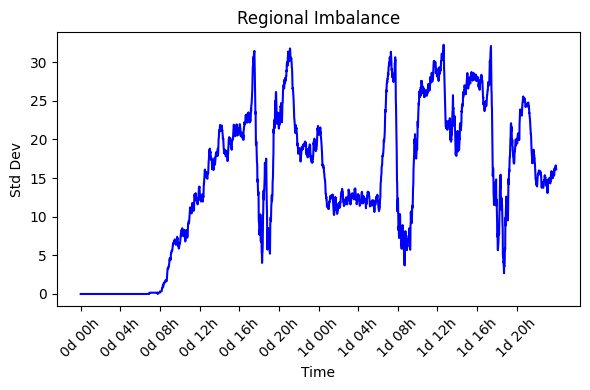 Regional Imbalance
Std Dev
30
25
20
15
10
5
0
0d 00h
0d 04h
0d 08h
0d 12h
0d 16h
0d 20h
1d 00h
1d 04h
1d 08h
1d 12h
1d 16h
1d 20h
Time